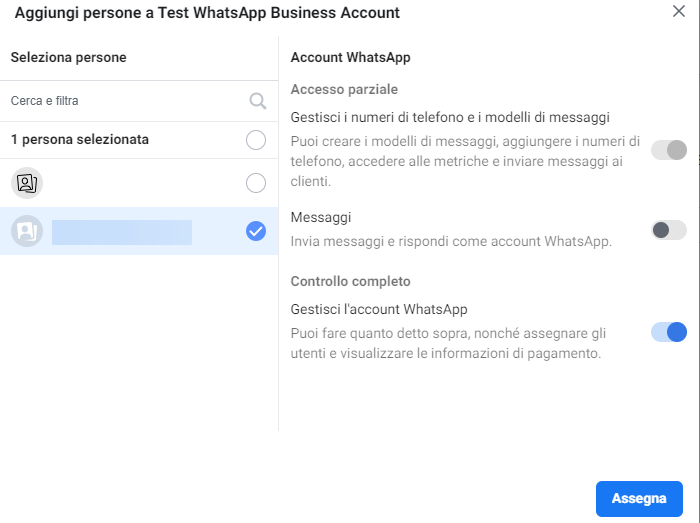 Aggiungi persone a Test WhatsApp Business Account
Seleziona persone
Cerca e filtra
1 persona selezionata
Account WhatsApp
Accesso parziale
Gestisci i numeri di telefono e i modelli di messaggi
Puoi creare i modelli di messaggi, aggiungere i numeri di
telefono, accedere alle metriche e inviare messaggi ai
clienti.
Messaggi
Invia messaggi e rispondi come account WhatsApp.
Controllo completo
Gestisci l'account WhatsApp
Puoi fare quanto detto sopra, nonché assegnare gli
utenti e visualizzare le informazioni di pagamento.
Assegna